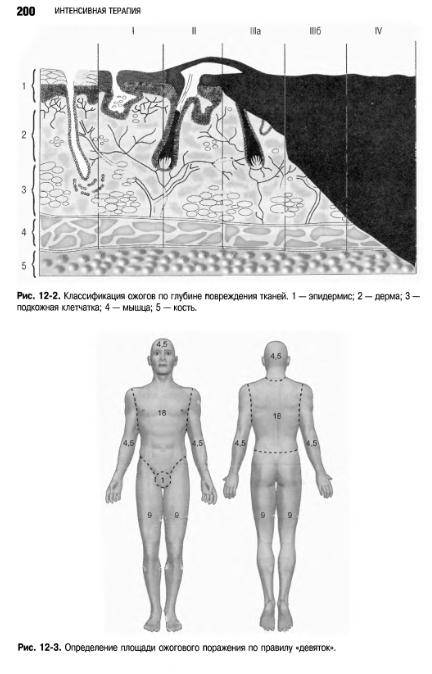 200 ИНТЕНСИВНАЯ ТЕРАПИЯ
I II IIIа IIIб IV
1
2
3
4
5
Рис. 12-2. Классификация ожогов по глубине повреждения тканей. 1 — эпидермис; 2 — дерма; 3 —
подкожная клетчатка; 4 — мышца; 5 — кость.
4,5 4,5
18 18
4,5 4,5 4,5 4,5
1
9 9 9 9
Рис. 12-3. Определение площади ожогового поражения по правилу «девяток».